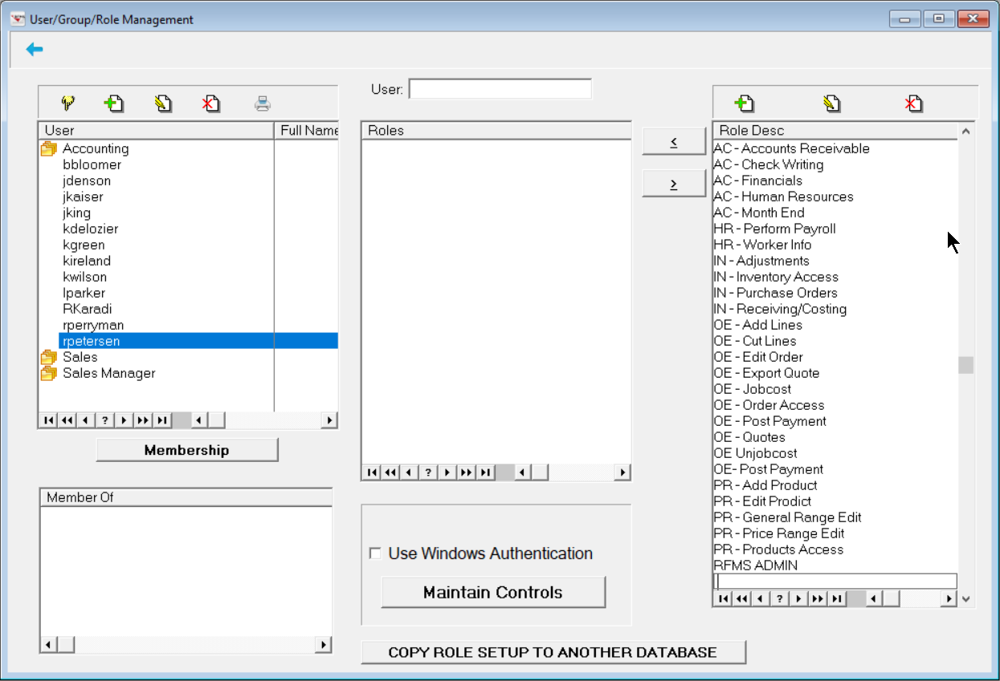 User/Group/Role Management
User:
User Full Name
Accounting
bbloomer
jdenson
jkaiser
jking
kdelozier
kgreen
kireland
kwilson
lparker
RKaradi
rperryman
rpetersen
Sales
Sales Manager
?
Membership
Member Of
Roles
?
Use Windows Authentication
Maintain Controls
COPY ROLE SETUP TO ANOTHER DATABASE
<
>
Role Desc
AC - Accounts Receivable
AC - Check Writing
AC - Financials
AC - Human Resources
AC - Month End
HR - Perform Payroll
HR - Worker Info
IN - Adjustments
IN - Inventory Access
IN - Purchase Orders
IN - Receiving/Costing
OE - Add Lines
OE - Cut Lines
OE - Edit Order
OE - Export Quote
OE - Jobcost
OE - Order Access
OE - Post Payment
OE - Quotes
OE Unjobcost
OE- Post Payment
PR - Add Product
PR - Edit Prodict
PR - General Range Edit
PR - Price Range Edit
PR - Products Access
RFMS ADMIN
?